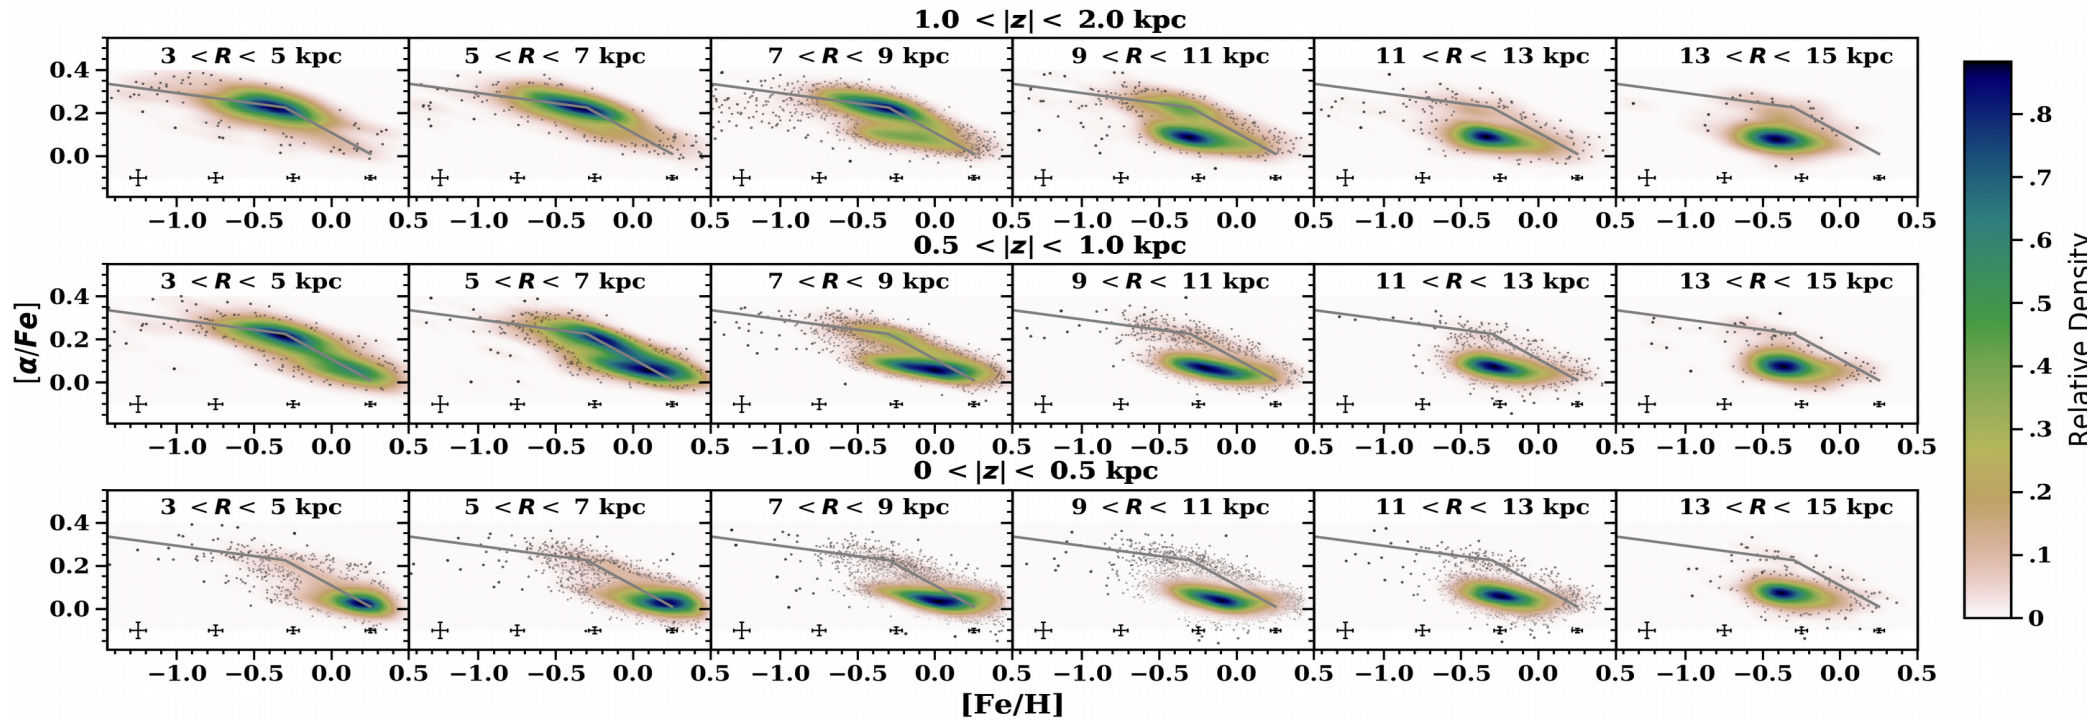 1.0 < |z| < 2.0 kpc
3 < R < 5 kpc 5 < R < 7 kpc 7 < R < 9 kpc 9 < R < 11 kpc 11 < R < 13 kpc 13 < R < 15 kpc
0.4
0.2
0.0
−1.0 −0.5 0.0 0.5 −1.0 −0.5 0.0 0.5 −1.0 −0.5 0.0 0.5 −1.0 −0.5 0.0 0.5 −1.0 −0.5 0.0 0.5 −1.0 −0.5 0.0 0.5
0.5 < |z| < 1.0 kpc
3 < R < 5 kpc 5 < R < 7 kpc 7 < R < 9 kpc 9 < R < 11 kpc 11 < R < 13 kpc 13 < R < 15 kpc
0.4
0.2
0.0
[α/Fe]
−1.0 −0.5 0.0 0.5 −1.0 −0.5 0.0 0.5 −1.0 −0.5 0.0 0.5 −1.0 −0.5 0.0 0.5 −1.0 −0.5 0.0 0.5 −1.0 −0.5 0.0 0.5
0 < |z| < 0.5 kpc
3 < R < 5 kpc 5 < R < 7 kpc 7 < R < 9 kpc 9 < R < 11 kpc 11 < R < 13 kpc 13 < R < 15 kpc
0.4
0.2
0.0
−1.0 −0.5 0.0 0.5 −1.0 −0.5 0.0 0.5 −1.0 −0.5 0.0 0.5 −1.0 −0.5 0.0 0.5 −1.0 −0.5 0.0 0.5 −1.0 −0.5 0.0 0.5
[Fe/H]
.8
.7
.6
.5
.4
.3
.2
.1
0
Relative Density